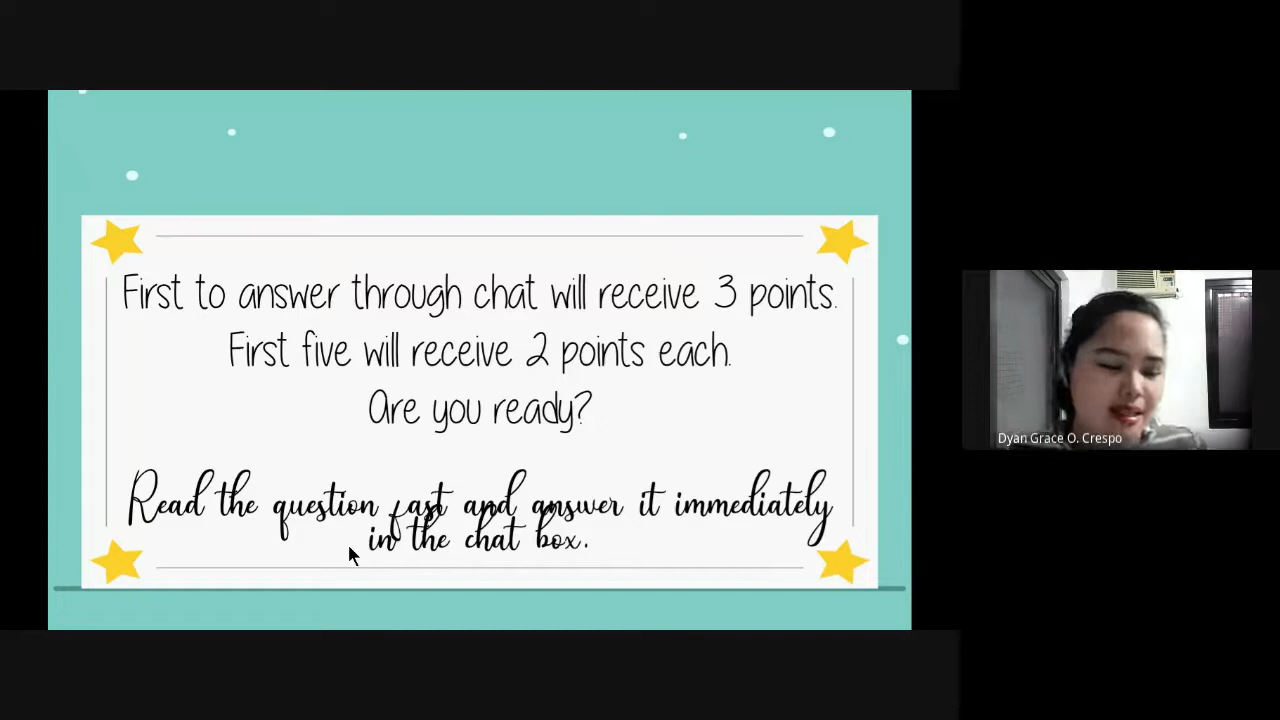 First to answer through chat will receive 3 points.
First five will receive 2 points each.
Are you ready?
Read the question fast and answer it immediately
in the chat box.
Dyan Grace O. Crespo